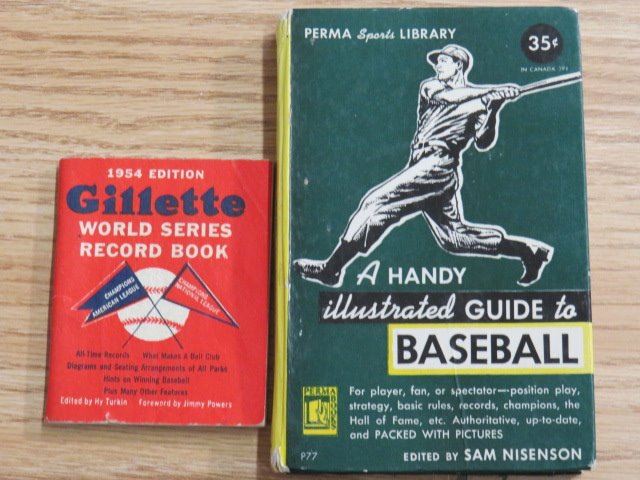 1954 EDITION
Gillette
WORLD SERIES
RECORD BOOK
CHAMPIONS
AMERICAN LEAGUE
CHAMPIONS
NATIONAL LEAGUE
All-Time Records What Makes A Ball Club
Diagrams and Seating Arrangements of All Parks
Hints on Winning Baseball
Plus Many Other Features
Edited by Hy Turkin Foreword by Jimmy Powers
PERMA Sports LIBRARY
35¢
IN CANADA 39¢
A HANDY
illustrated GUIDE to
BASEBALL
For player, fan, or spectator—position play,
strategy, basic rules, records, champions, the
Hall of Fame, etc. Authoritative, up-to-date,
and PACKED WITH PICTURES
PERMA
BOOKS
P77
EDITED BY SAM NISENSON